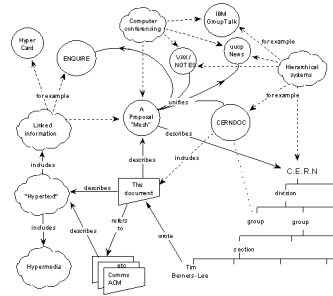 IBM
GroupTalk
Computer
conferencing
Hyper
Card
ENQUIRE
VAX/
NOTES
uucp
News
for example
Hierarchical
systems
for example
unifies
for example
Linked
information
A
Proposal
"Mesh"
CERNDOC
describes
C.E.R.N
includes
describes
includes
division
"Hypertext"
describes
This
document
group
group
includes
refers
to
wrote
section
Hypermedia
etc
Comms
ACM
Tim
Berners-Lee